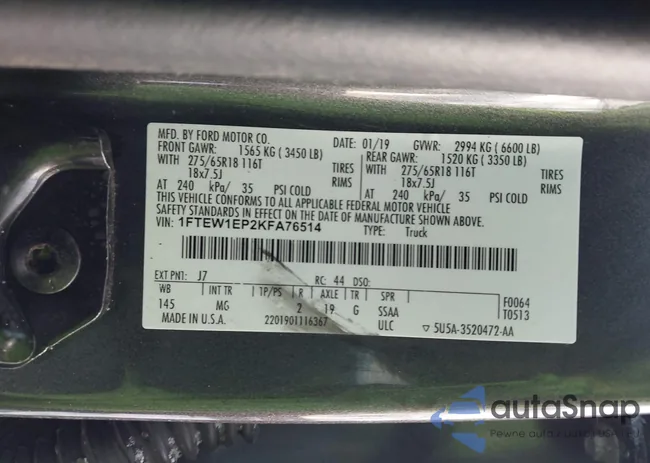 MFD. BY FORD MOTOR CO. DATE: 01/19 GVWR: 2994 KG ( 6600 LB)
FRONT GAWR: 1565 KG ( 3450 LB) REAR GAWR: 1520 KG ( 3350 LB)
WITH 275/65R18 116T TIRES WITH 275/65R18 116T TIRES
18x7.5J RIMS 18x7.5J RIMS
AT 240 kPa/ 35 PSI COLD AT 240 kPa/ 35 PSI COLD
THIS VEHICLE CONFORMS TO ALL APPLICABLE FEDERAL MOTOR VEHICLE
SAFETY STANDARDS IN EFFECT ON THE DATE OF MANUFACTURE SHOWN ABOVE.
VIN: 1FTEW1EP2KFA76514 TYPE: Truck
EXT PNT: J7 RC: 44 DSO: F0064
WB INT TR TP/PS R AXLE TR SPR T0513
145 MG 2 19 G SSAA
MADE IN U.S.A. 2201901116367 ULC ▽ 5U5A-3520472-AA
autoSnap